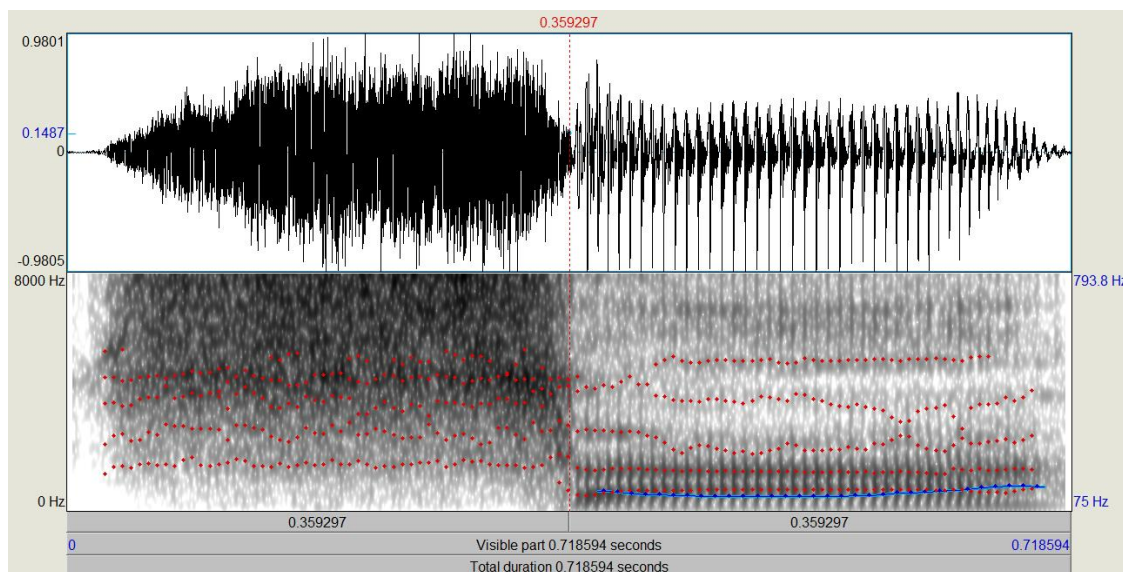 0.359297
0.9801
0.1487
0
-0.9805
8000 Hz 793.8 Hz
0 Hz 75 Hz
0.359297 0.359297
0 Visible part 0.718594 seconds 0.718594
Total duration 0.718594 seconds